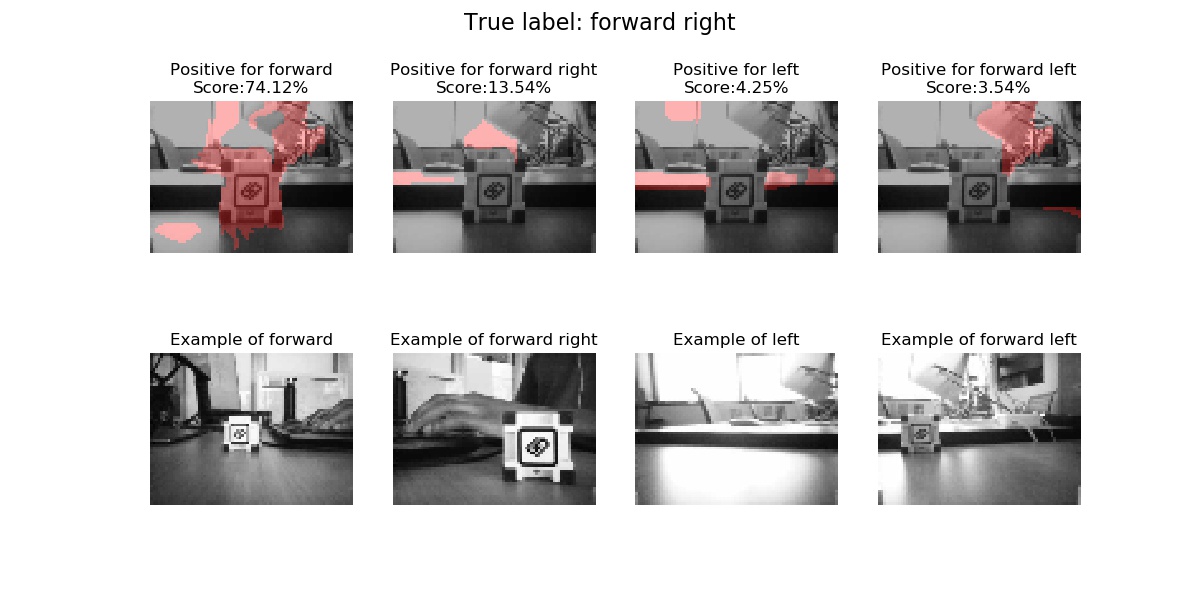 True label: forward right
Positive for forward
Score:74.12%
Positive for forward right
Score:13.54%
Positive for left
Score:4.25%
Positive for forward left
Score:3.54%
Example of forward
Example of forward right
Example of left
Example of forward left